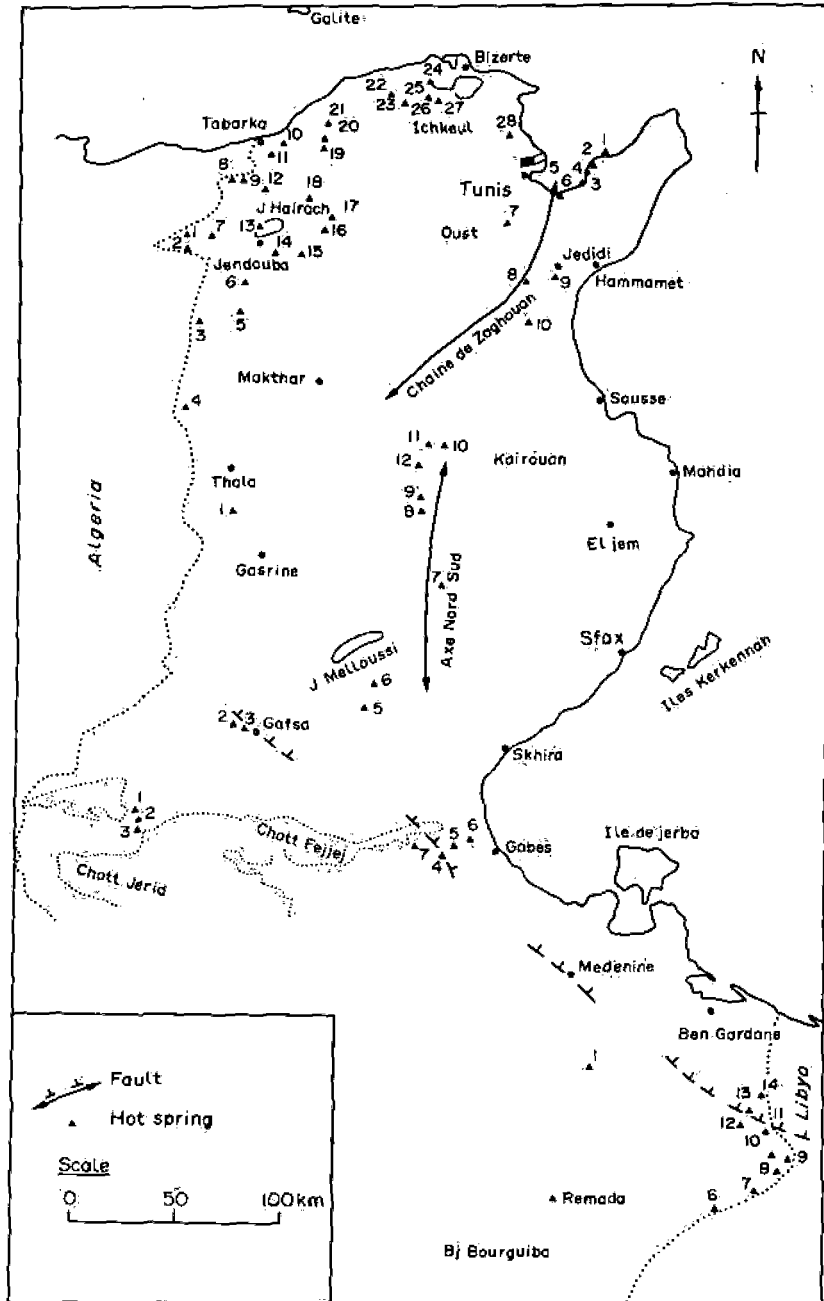 Galite
Bizerte
N
24
22
25
23
26
27
Ichkeul
21
20
19
Tabarka
10
11
28
2
1
4
3
5
6
Tunis
8
9
12
18
J Hairach
17
16
13
7
Oust
1
7
2
Jendouba
14
15
Jedidi
9
Hammamet
8
10
6
3
5
Chaine de Zaghouan
Makthar
Sousse
4
11
10
12
Kairouan
Mahdia
Thala
1
9
8
El jem
Algeria
Gasrine
7
Axe Nord Sud
J Melloussi
Sfax
Iles Kerkennah
6
5
2
3
Gafsa
Skhira
1
2
3
Chott Fejjej
7
4
5
6
Gabes
Ile de jerba
Chott Jerid
Medenine
Ben Gardane
1
Libya
14
13
12
11
10
9
8
7
6
Remada
Bj Bourguiba
Fault
Hot spring
Scale
0
50
100 km